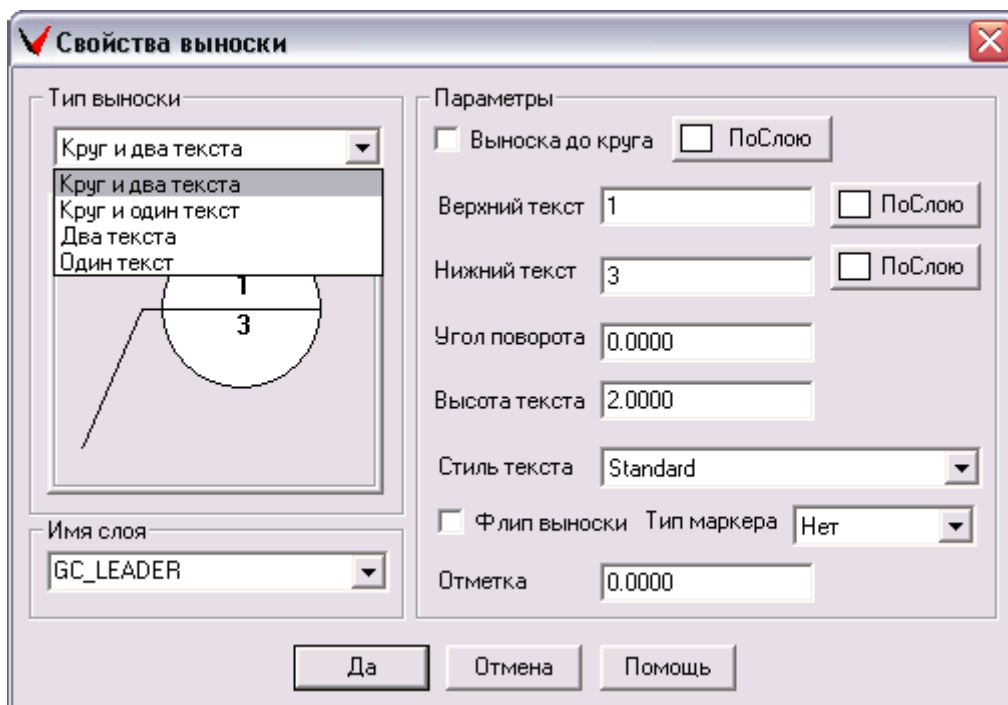 Свойства выноски
Тип выноски
Круг и два текста
Круг и два текста
Круг и один текст
Два текста
Один текст
1
3
Имя слоя
GC_LEADER
Параметры
Выноска до круга ПоСлою
Верхний текст 1 ПоСлою
Нижний текст 3 ПоСлою
Угол поворота 0.0000
Высота текста 2.0000
Стиль текста Standard
Флип выноски Тип маркера Нет
Отметка 0.0000
Да Отмена Помощь